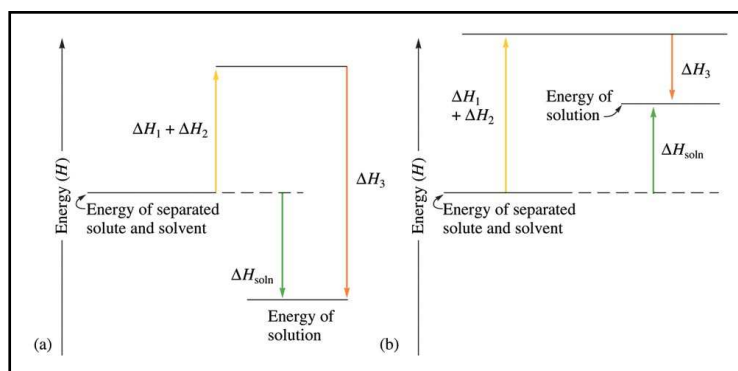 Energy (H)
ΔH₁ + ΔH₂
ΔH₃
Energy of separated
solute and solvent
ΔHsoln
Energy of
solution
(a)
Energy (H)
ΔH₁
+ ΔH₂
ΔH₃
Energy of
solution
ΔHsoln
Energy of separated
solute and solvent
(b)